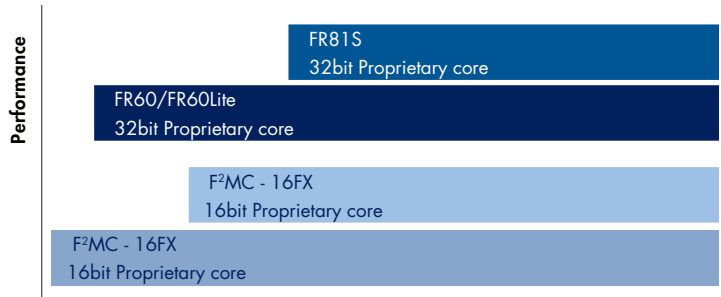 Performance
FR81S
32bit Proprietary core
FR60/FR60Lite
32bit Proprietary core
F²MC - 16FX
16bit Proprietary core
F²MC - 16FX
16bit Proprietary core